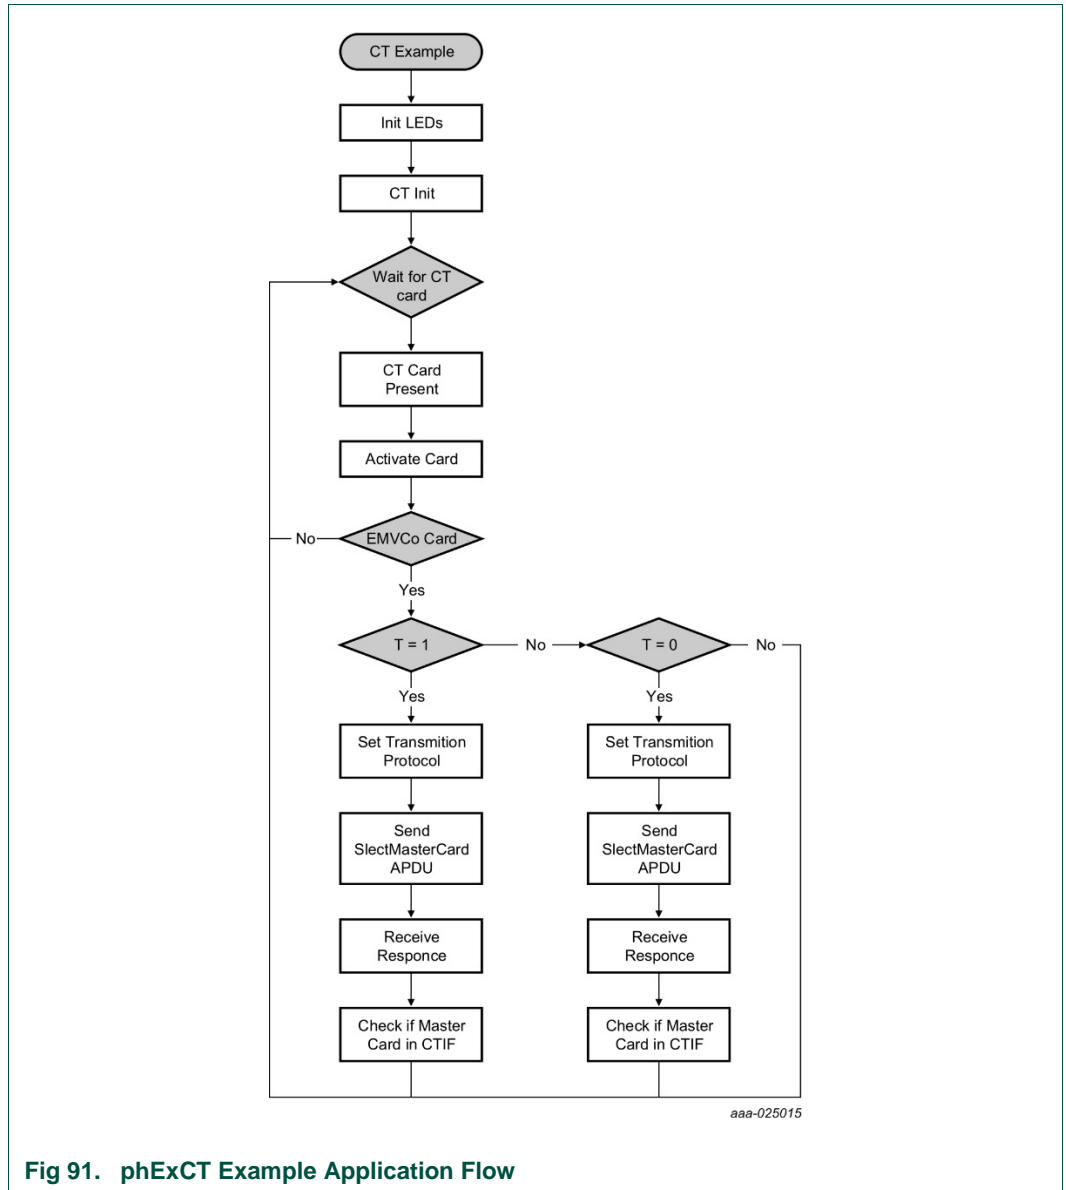 CT Example
Init LEDs
CT Init
Wait for CT
card
CT Card
Present
Activate Card
No
EMVCo Card
Yes
T = 1
No
T = 0
No
Yes
Yes
Set Transmition
Protocol
Set Transmition
Protocol
Send
SlectMasterCard
APDU
Send
SlectMasterCard
APDU
Receive
Responce
Receive
Responce
Check if Master
Card in CTIF
Check if Master
Card in CTIF
aaa-025015
Fig 91. phExCT Example Application Flow